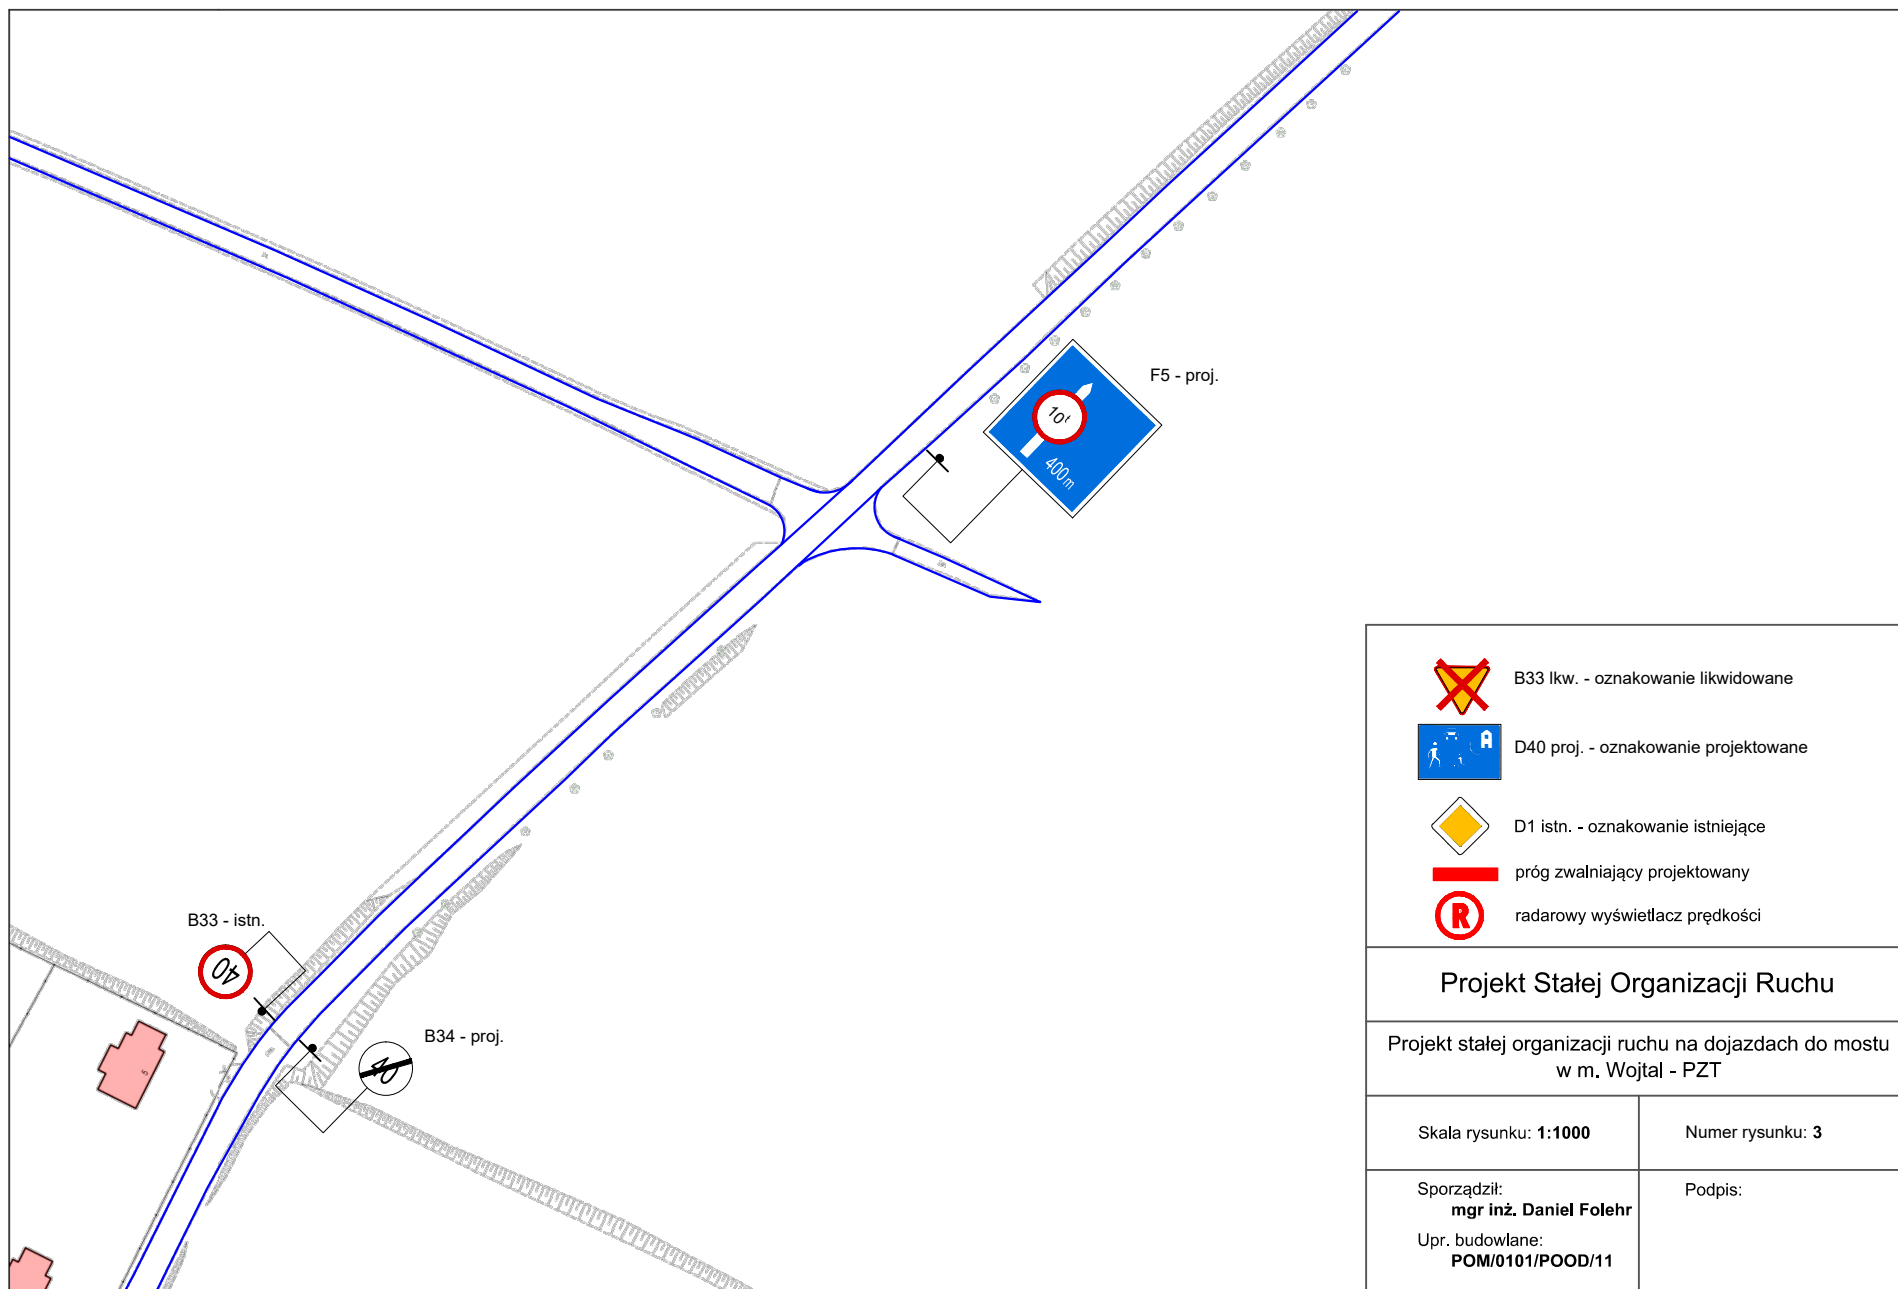 F5 - proj.
10t
400m
B33 - istn.
40
B34 - proj.
40
5
B33 lkw. - oznakowanie likwidowane
D40 proj. - oznakowanie projektowane
D1 istn. - oznakowanie istniejące
próg zwalniający projektowany
R
radarowy wyświetlacz prędkości
Projekt Stałej Organizacji Ruchu
Projekt stałej organizacji ruchu na dojazdach do mostu
w m. Wojtal - PZT
Skala rysunku: 1:1000
Numer rysunku: 3
Sporządził:
mgr inż. Daniel Folehr
Upr. budowlane:
POM/0101/POOD/11
Podpis: